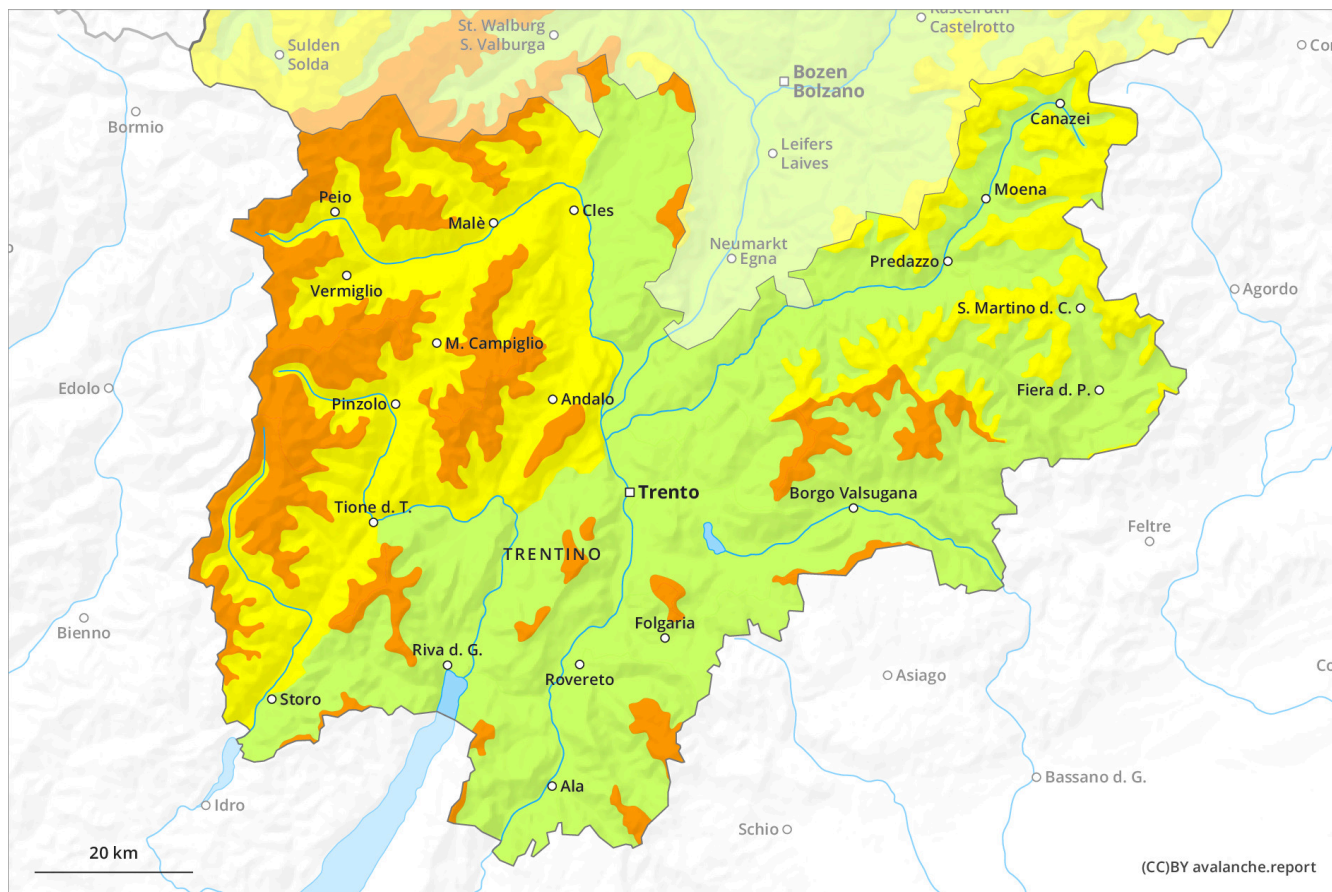 Kastelruth
Castelrotto
St. Walburg
S. Valburga
Sulden
Solda
Bozen
Bolzano
Bormio
Canazei
Leifers
Laives
Moena
Peio
Cles
Malè
Neumarkt
Egna
Predazzo
Vermiglio
Agordo
S. Martino d. C.
M. Campiglio
Edolo
Fiera d. P.
Andalo
Pinzolo
Trento
Borgo Valsugana
Tione d. T.
Feltre
TRENTINO
Bienno
Folgaria
Riva d. G.
Rovereto
Asiago
Storo
Bassano d. G.
Ala
Idro
Schio
20 km
(CC)BY avalanche.report